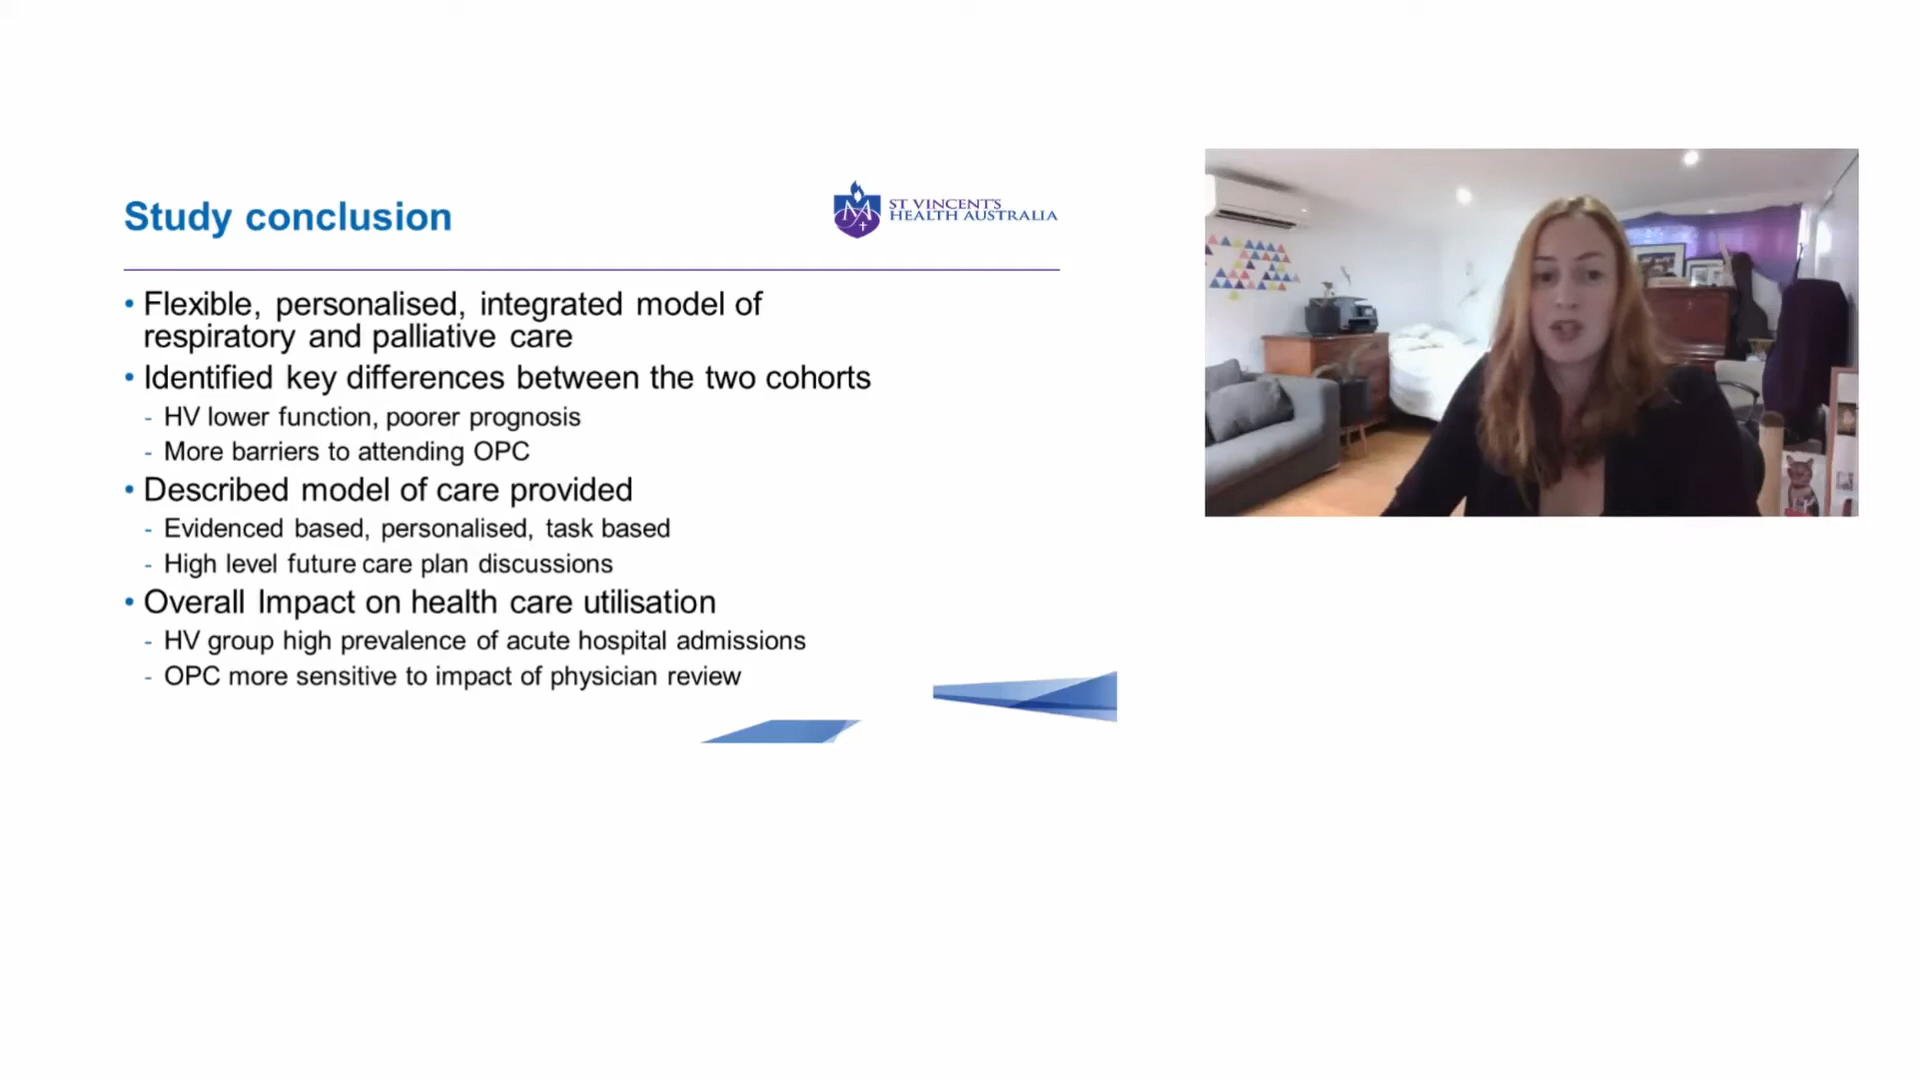 Study conclusion
ST VINCENT'S
HEALTH AUSTRALIA
• Flexible, personalised, integrated model of
respiratory and palliative care
• Identified key differences between the two cohorts
- HV lower function, poorer prognosis
- More barriers to attending OPC
• Described model of care provided
- Evidenced based, personalised, task based
- High level future care plan discussions
• Overall Impact on health care utilisation
- HV group high prevalence of acute hospital admissions
- OPC more sensitive to impact of physician review